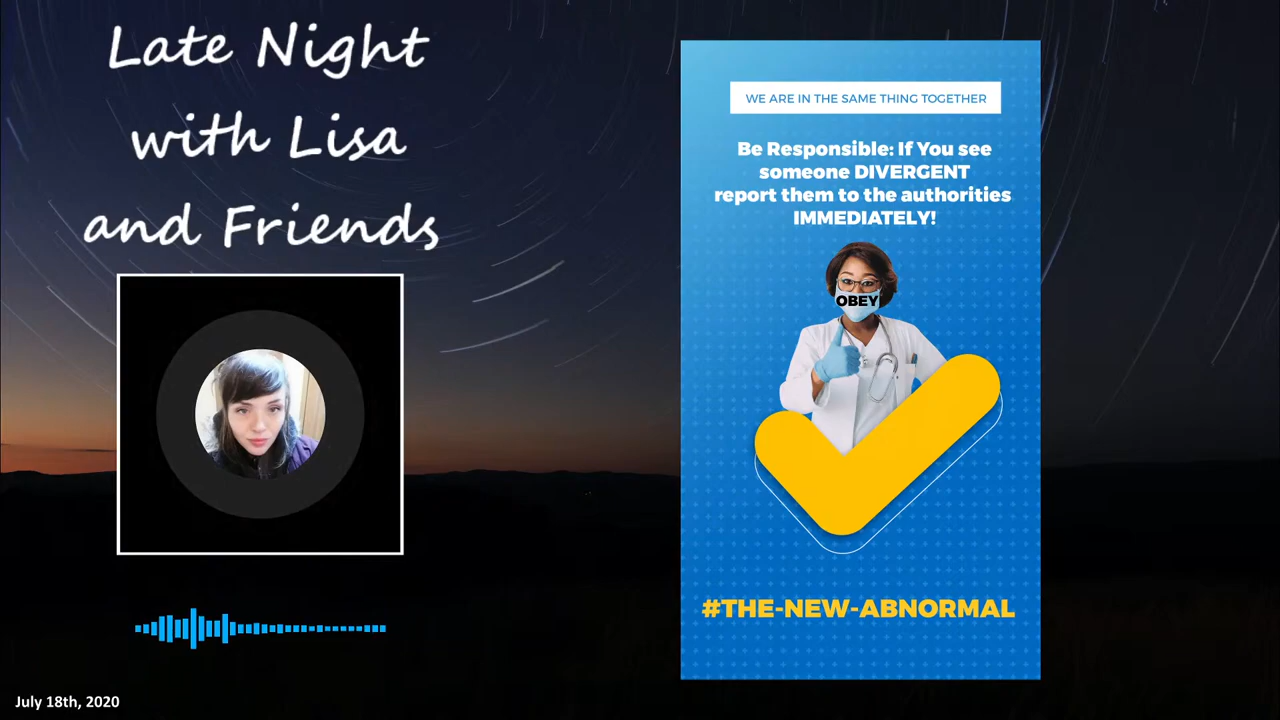 Late Night
with Lisa
and Friends
WE ARE IN THE SAME THING TOGETHER
Be Responsible: If You see
someone DIVERGENT
report them to the authorities
IMMEDIATELY!
OBEY
#THE-NEW-ABNORMAL
July 18th, 2020